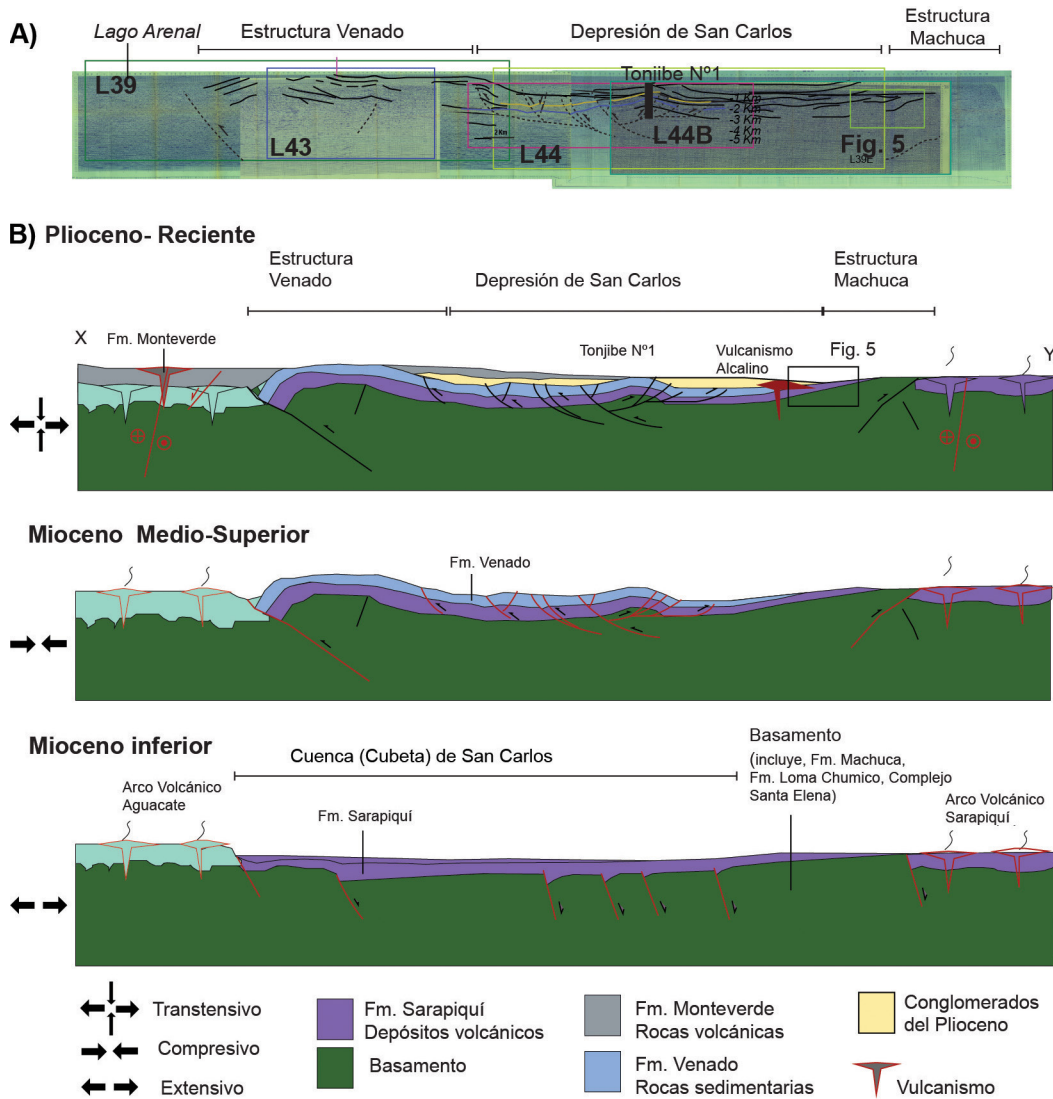 A)
Lago Arenal
Estructura Venado
Depresión de San Carlos
Estructura
Machuca
L39
L43
2 Km
L44
Tonjibe Nº1
-1 Km
-2 Km
-3 Km
-4 Km
-5 Km
L44B
Fig. 5
L39E
B) Plioceno- Reciente
Estructura
Venado
Depresión de San Carlos
Estructura
Machuca
X
Fm. Monteverde
Tonjibe Nº1
Vulcanismo
Alcalino
Fig. 5
Y
Mioceno Medio-Superior
Fm. Venado
Mioceno inferior
Cuenca (Cubeta) de San Carlos
Basamento
(incluye, Fm. Machuca,
Fm. Loma Chumico, Complejo
Santa Elena)
Arco Volcánico
Aguacate
Fm. Sarapiquí
Arco Volcánico
Sarapiquí
Transtensivo
Compresivo
Extensivo
Fm. Sarapiquí
Depósitos volcánicos
Basamento
Fm. Monteverde
Rocas volcánicas
Fm. Venado
Rocas sedimentarias
Conglomerados
del Plioceno
Vulcanismo